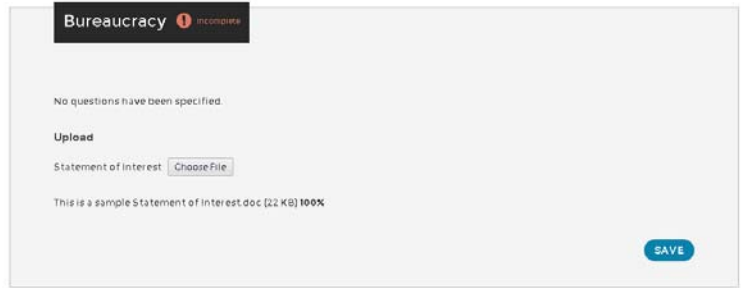 Bureaucracy ! incomplete
No questions have been specified.
Upload
Statement of Interest Choose File
This is a sample Statement of Interest.doc (22 KB) 100%
SAVE